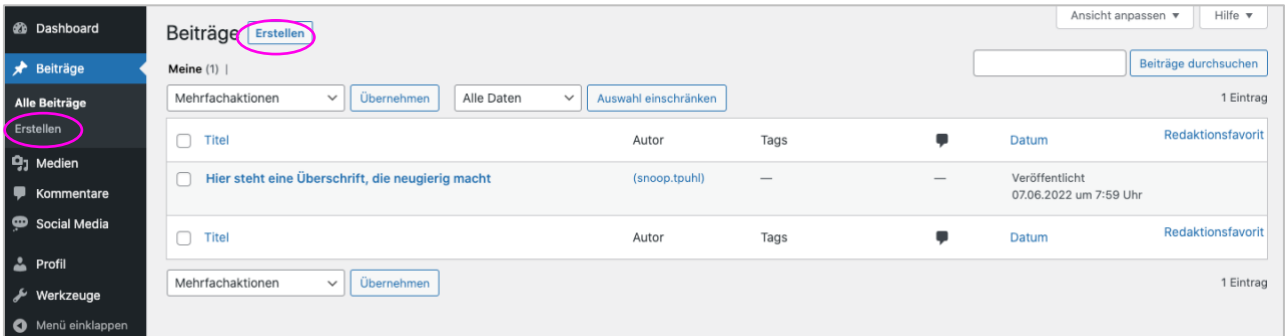 Dashboard
Beiträge
Alle Beiträge
Erstellen
Medien
Kommentare
Social Media
Profil
Werkzeuge
Menü einklappen
Ansicht anpassen ▼ Hilfe ▼
Beiträge Erstellen
Meine (1) |
Beiträge durchsuchen
Mehrfachaktionen Übernehmen Alle Daten Auswahl einschränken 1 Eintrag
Titel Autor Tags Datum Redaktionsfavorit
Hier steht eine Überschrift, die neugierig macht (snoop.tpuhl) — — Veröffentlicht
07.06.2022 um 7:59 Uhr
Titel Autor Tags Datum Redaktionsfavorit
Mehrfachaktionen Übernehmen 1 Eintrag